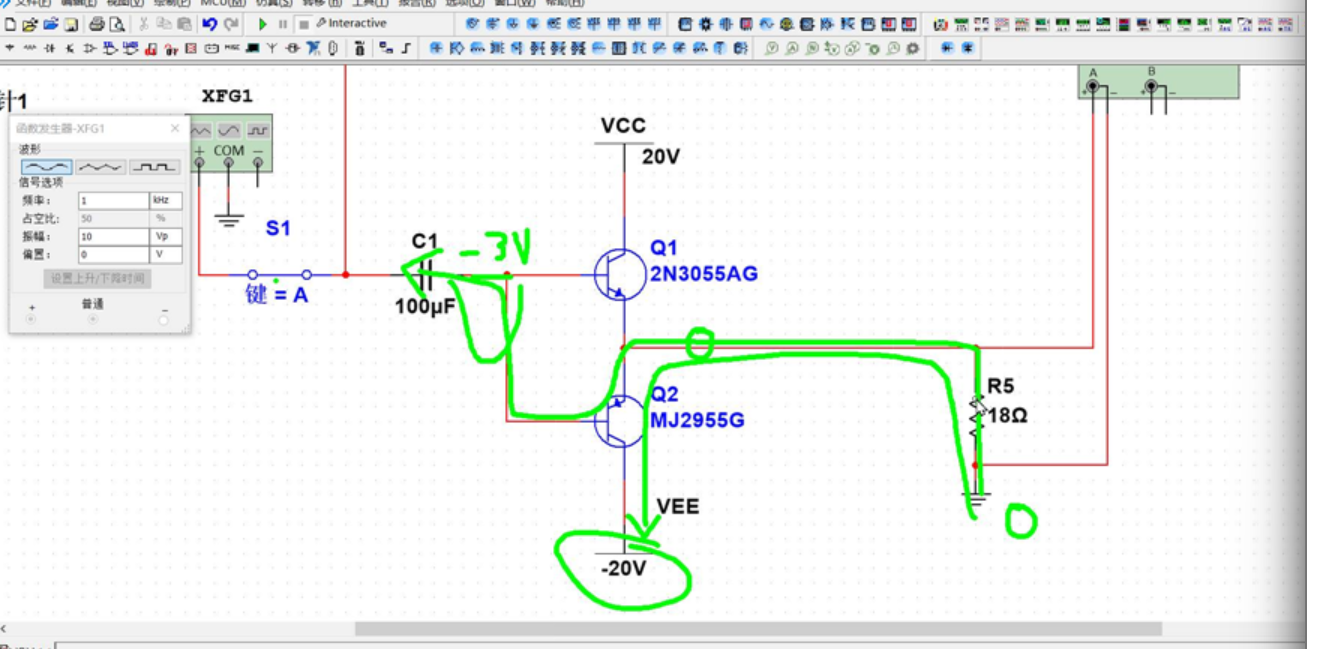 文件(F) 编辑(E) 视图(V) 绘制(P) MCU(M) 仿真(S) 转移(n) 工具(T) 报告(R) 选项(O) 窗口(W) 帮助(H)
Interactive
针1
XFG1
+ COM −
函数发生器-XFG1
波形
信号选项
频率: 1 kHz
占空比: 50 %
振幅: 10 Vp
偏置: 0 V
设置上升/下降时间
+ 普通 −
A B
VCC
20V
S1
键 = A
C1
100µF
-3V
Q1
2N3055AG
0
Q2
MJ2955G
R5
18Ω
VEE
-20V
0